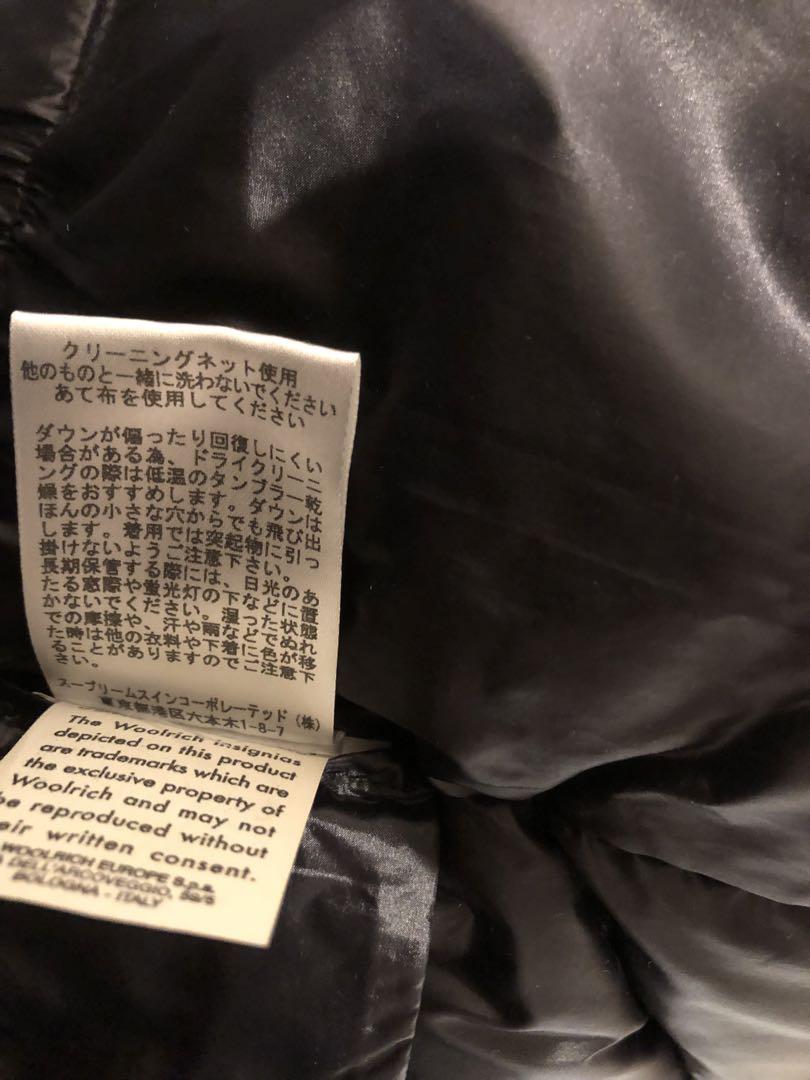 クリーニングネット使用
他のものと一緒に洗わないでください
あて布を使用してください
ダウンが偏ったり回復しにくい
場合がある為、ドライクリーニ
ングの際は低温のタンブラー乾
燥をおすすめします。ダウンは
ほんの小さな穴からでも飛び出
します。着用では突起物に引っ
掛けないようご注意下さい。
長期保管する際には、日光のあ
たる窓際や蛍光灯の下などに置
かないでください。湿った状態
での摩擦や、汗や雨などでぬれ
た時は他の衣料や下着に色が移
ることがありますのでご注意下
さい。
スープリームスインコーポレーテッド（株）
東京都港区六本木1-8-7
The Woolrich insignias
depicted on this product
are trademarks which are
the exclusive property of
Woolrich and may not
be reproduced without
eir written consent.
WOOLRICH EUROPE S.p.a.
A DELL'ARCOVEGGIO, 59/5
BOLOGNA - ITALY